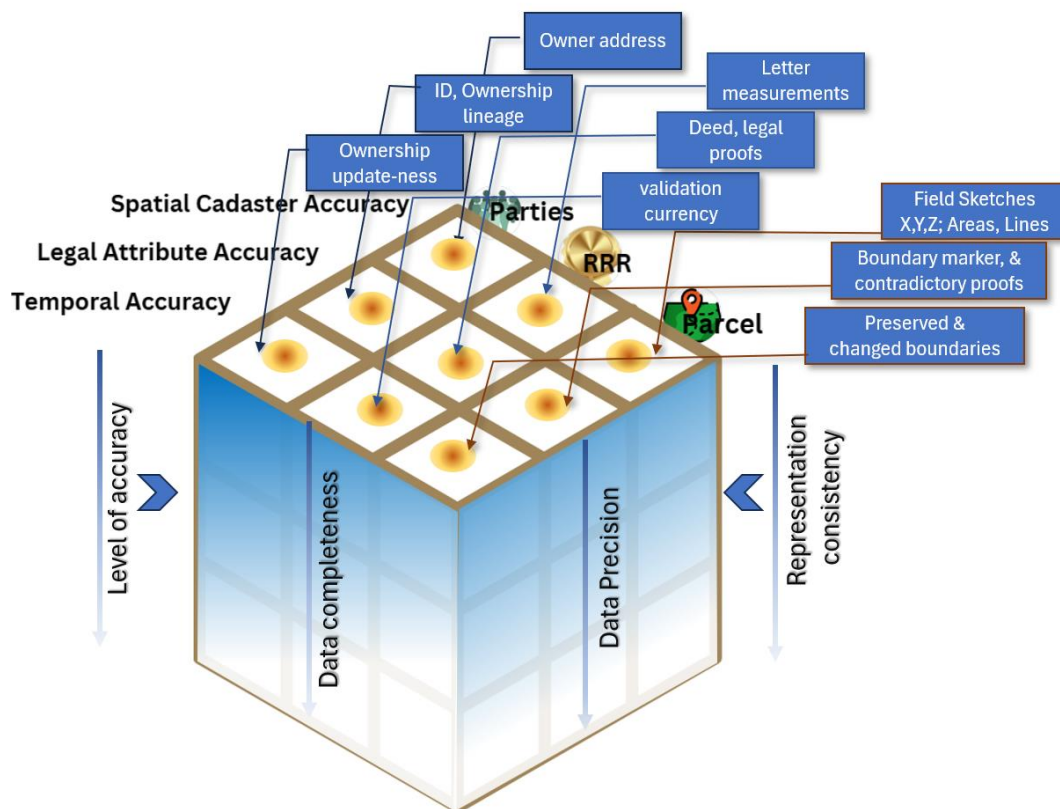 Owner address
Letter
measurements
ID, Ownership
lineage
Deed, legal
proofs
Ownership
update-ness
validation
currency
Spatial Cadaster Accuracy
Parties
Field Sketches
X,Y,Z; Areas, Lines
Legal Attribute Accuracy
RRR
Boundary marker, &
contradictory proofs
Temporal Accuracy
Parcel
Preserved &
changed boundaries
Level of accuracy
Data completeness
Data Precision
Representation
consistency